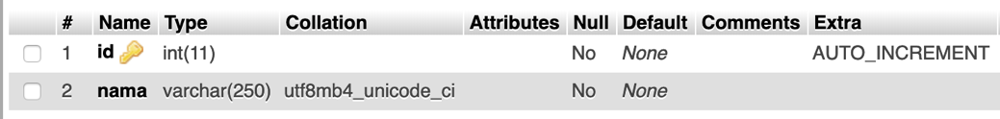 # Name Type Collation Attributes Null Default Comments Extra
1 id int(11) No None AUTO_INCREMENT
2 nama varchar(250) utf8mb4_unicode_ci No None